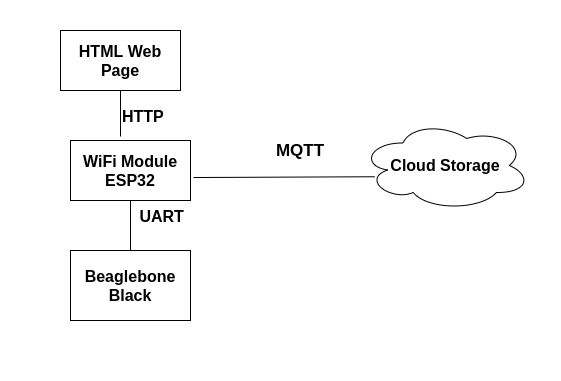 HTML Web
Page
HTTP
WiFi Module
ESP32
MQTT
Cloud Storage
UART
Beaglebone
Black